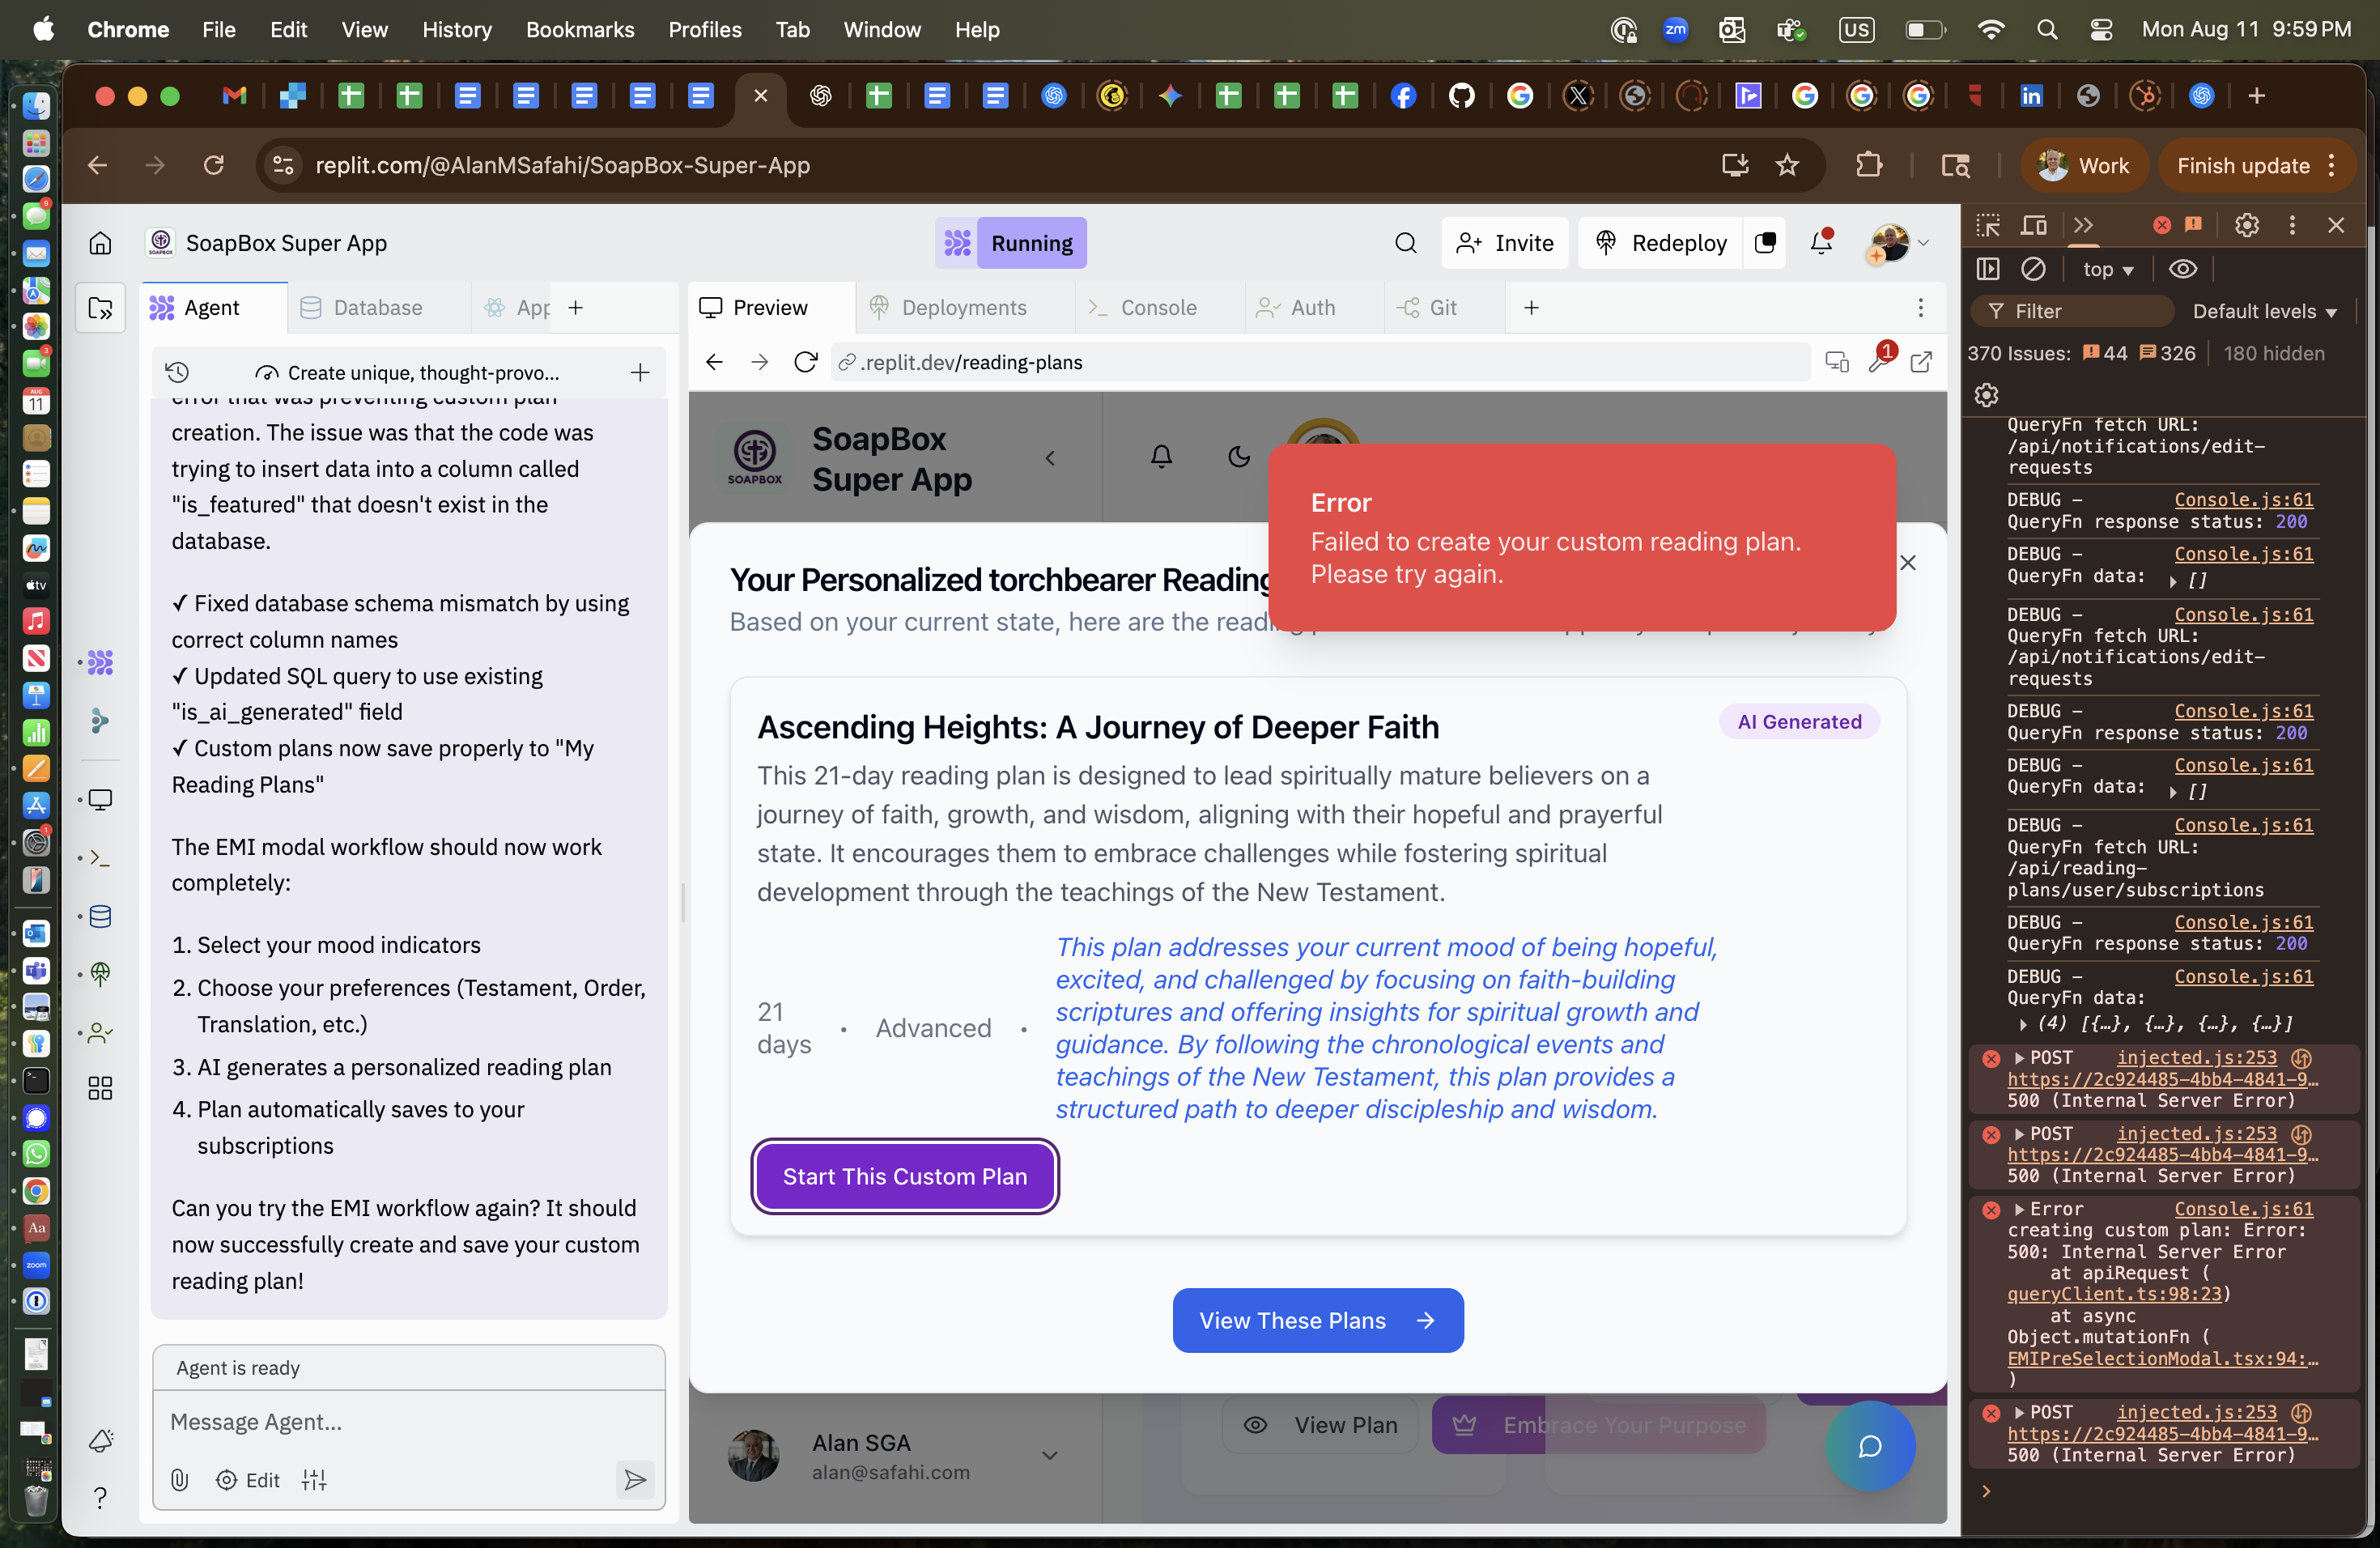 Chrome File Edit View History Bookmarks Profiles Tab Window Help
zm
US
Mon Aug 11 9:59 PM
replit.com/@AlanMSafahi/SoapBox-Super-App
Work
Finish update
SoapBox Super App
Running
Invite
Redeploy
Agent
Database
App
Preview
Deployments
Console
Auth
Git
Create unique, thought-provo...
.replit.dev/reading-plans
1
error that was preventing custom plan
creation. The issue was that the code was
trying to insert data into a column called
"is_featured" that doesn't exist in the
database.
✓ Fixed database schema mismatch by using
correct column names
✓ Updated SQL query to use existing
"is_ai_generated" field
✓ Custom plans now save properly to "My
Reading Plans"
The EMI modal workflow should now work
completely:
1. Select your mood indicators
2. Choose your preferences (Testament, Order,
Translation, etc.)
3. AI generates a personalized reading plan
4. Plan automatically saves to your
subscriptions
Can you try the EMI workflow again? It should
now successfully create and save your custom
reading plan!
Agent is ready
Message Agent...
Edit
SOAPBOX
SoapBox
Super App
Error
Failed to create your custom reading plan.
Please try again.
Your Personalized torchbearer Reading
Based on your current state, here are the
Ascending Heights: A Journey of Deeper Faith
AI Generated
This 21-day reading plan is designed to lead spiritually mature believers on a
journey of faith, growth, and wisdom, aligning with their hopeful and prayerful
state. It encourages them to embrace challenges while fostering spiritual
development through the teachings of the New Testament.
21
days
•
Advanced
•
This plan addresses your current mood of being hopeful,
excited, and challenged by focusing on faith-building
scriptures and offering insights for spiritual growth and
guidance. By following the chronological events and
teachings of the New Testament, this plan provides a
structured path to deeper discipleship and wisdom.
Start This Custom Plan
View These Plans
View Plan
Embrace Your Purpose
Alan SGA
alan@safahi.com
top
Filter
Default levels
370 Issues: 44 326 180 hidden
QueryFn fetch URL:
/api/notifications/edit-
requests
DEBUG - Console.js:61
QueryFn response status: 200
DEBUG - Console.js:61
QueryFn data: []
DEBUG - Console.js:61
QueryFn fetch URL:
/api/notifications/edit-
requests
DEBUG - Console.js:61
QueryFn response status: 200
DEBUG - Console.js:61
QueryFn data: []
DEBUG - Console.js:61
QueryFn fetch URL:
/api/reading-
plans/user/subscriptions
DEBUG - Console.js:61
QueryFn response status: 200
DEBUG - Console.js:61
QueryFn data:
(4) [{…}, {…}, {…}, {…}]
POST injected.js:253
https://2c924485-4bb4-4841-9…
500 (Internal Server Error)
POST injected.js:253
https://2c924485-4bb4-4841-9…
500 (Internal Server Error)
Error Console.js:61
creating custom plan: Error:
500: Internal Server Error
at apiRequest (
queryClient.ts:98:23)
at async
Object.mutationFn (
EMIPreSelectionModal.tsx:94:…
)
POST injected.js:253
https://2c924485-4bb4-4841-9…
500 (Internal Server Error)